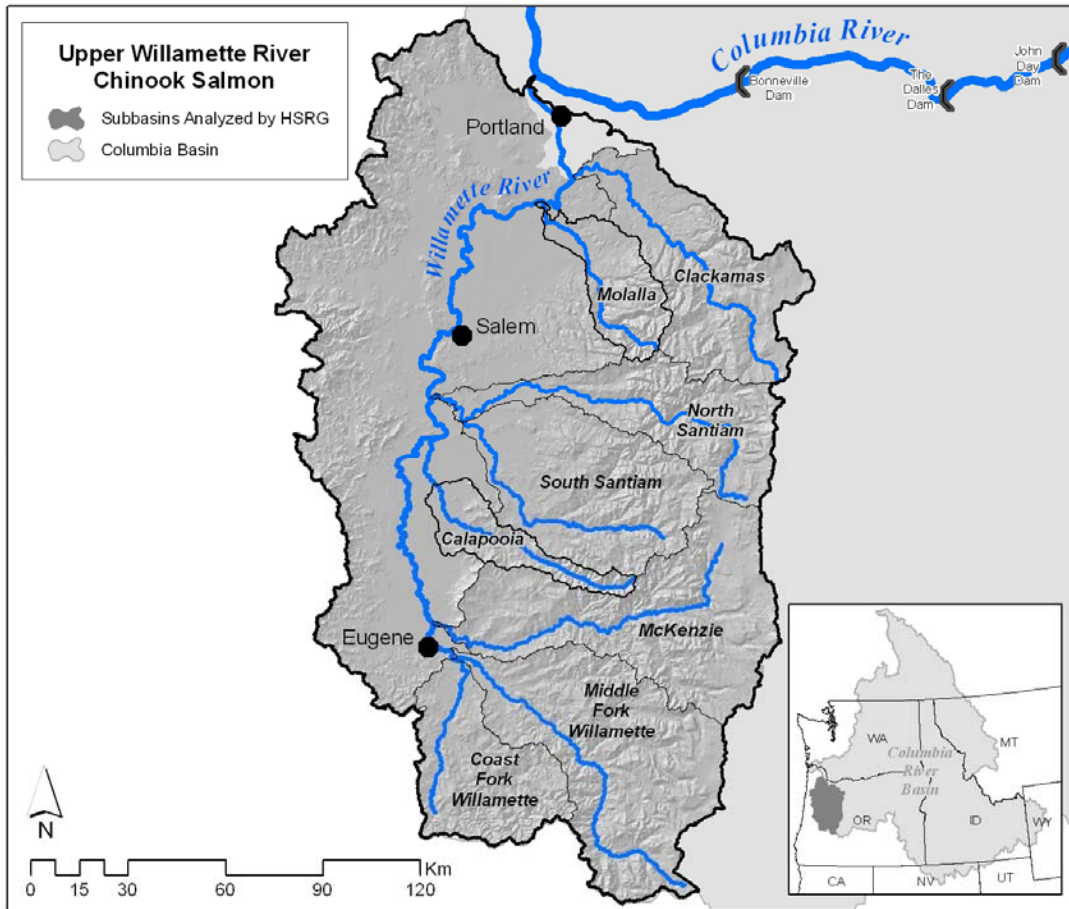 Upper Willamette River
Chinook Salmon
Subbasins Analyzed by HSRG
Columbia Basin
Columbia River
Bonneville
Dam
The
Dalles
Dam
John
Day
Dam
Portland
Willamette River
Clackamas
Molalla
Salem
North
Santiam
South Santiam
Calapooia
McKenzie
Eugene
Middle
Fork
Willamette
Coast
Fork
Willamette
N
Km
0 15 30 60 90 120
WA
MT
Columbia
River
Basin
OR
ID
WY
CA
NV
UT